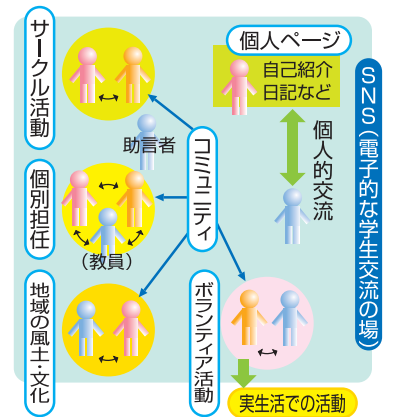 サークル活動
個人ページ
自己紹介
日記など
SNS(電子的な学生交流の場)
助言者
コミュニティ
個人的交流
個別担任
(教員)
地域の風土・文化
ボランティア活動
実生活での活動